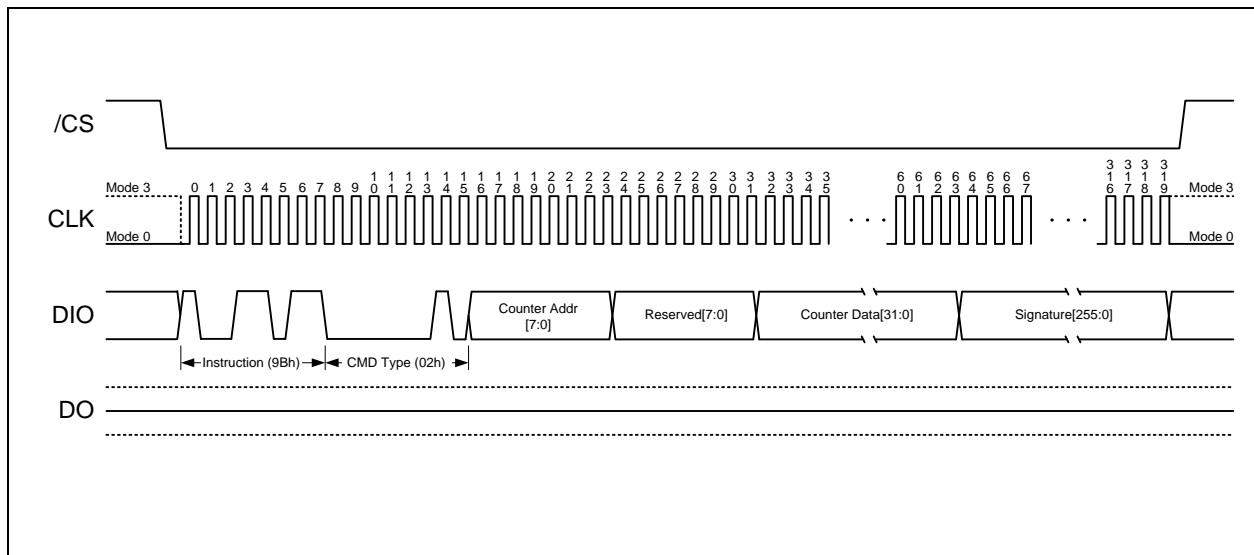 /CS
Mode 3 0 1 2 3 4 5 6 7 8 9 10 11 12 13 14 15 16 17 18 19 20 21 22 23 24 25 26 27 28 29 30 31 32 33 34 35 60 61 62 63 64 65 66 67 316 317 318 319 Mode 3
CLK . . . . . .
Mode 0 Mode 0
DIO Counter Addr Reserved[7:0] Counter Data[31:0] Signature[255:0]
[7:0]
Instruction (9Bh) CMD Type (02h)
DO